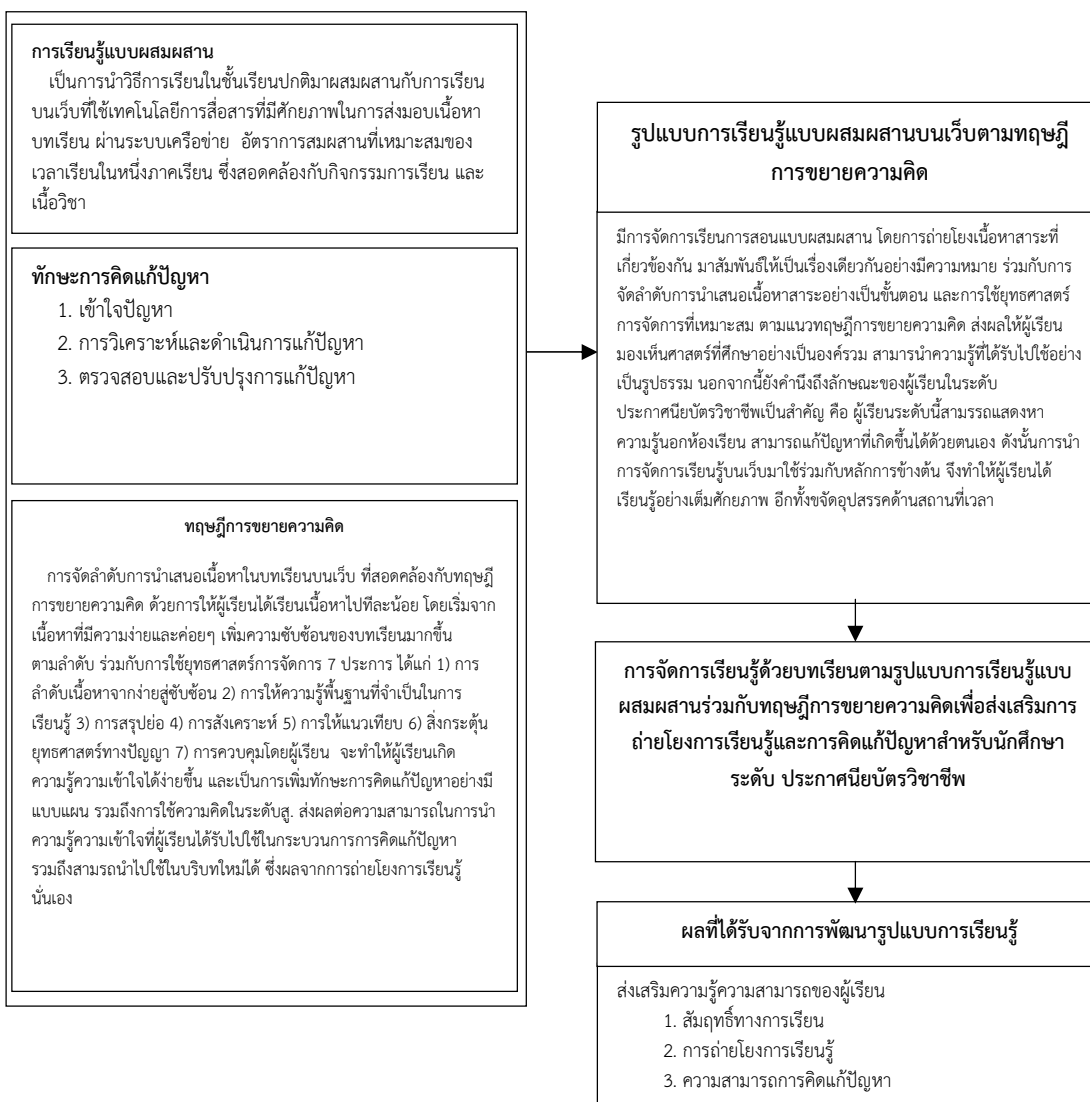 การเรียนรู้แบบผสมผสาน
เป็นการนำวิธีการเรียนในชั้นเรียนปกติมาผสมผสานกับการเรียน
บนเว็บที่ใช้เทคโนโลยีการสื่อสารที่มีศักยภาพในการส่งมอบเนื้อหา
บทเรียน ผ่านระบบเครือข่าย อัตราการสมผสานที่เหมาะสมของ
เวลาเรียนในหนึ่งภาคเรียน ซึ่งสอดคล้องกับกิจกรรมการเรียน และ
เนื้อวิชา
ทักษะการคิดแก้ปัญหา
1. เข้าใจปัญหา
2. การวิเคราะห์และดำเนินการแก้ปัญหา
3. ตรวจสอบและปรับปรุงการแก้ปัญหา
ทฤษฎีการขยายความคิด
การจัดลำดับการนำเสนอเนื้อหาในบทเรียนบนเว็บ ที่สอดคล้องกับทฤษฎี
การขยายความคิด ด้วยการให้ผู้เรียนได้เรียนเนื้อหาไปทีละน้อย โดยเริ่มจาก
เนื้อหาที่มีความง่ายและค่อยๆ เพิ่มความซับซ้อนของบทเรียนมากขึ้น
ตามลำดับ ร่วมกับการใช้ยุทธศาสตร์การจัดการ 7 ประการ ได้แก่ 1) การ
ลำดับเนื้อหาจากง่ายสู่ซับซ้อน 2) การให้ความรู้พื้นฐานที่จำเป็นในการ
เรียนรู้ 3) การสรุปย่อ 4) การสังเคราะห์ 5) การให้แนวเทียบ 6) สิ่งกระตุ้น
ยุทธศาสตร์ทางปัญญา 7) การควบคุมโดยผู้เรียน จะทำให้ผู้เรียนเกิด
ความรู้ความเข้าใจได้ง่ายขึ้น และเป็นการเพิ่มทักษะการคิดแก้ปัญหาอย่างมี
แบบแผน รวมถึงการใช้ความคิดในระดับสู. ส่งผลต่อความสามารถในการนำ
ความรู้ความเข้าใจที่ผู้เรียนได้รับไปใช้ในกระบวนการการคิดแก้ปัญหา
รวมถึงสามารถนำไปใช้ในบริบทใหม่ได้ ซึ่งผลจากการถ่ายโยงการเรียนรู้
นั่นเอง
รูปแบบการเรียนรู้แบบผสมผสานบนเว็บตามทฤษฎี
การขยายความคิด
มีการจัดการเรียนการสอนแบบผสมผสาน โดยการถ่ายโยงเนื้อหาสาระที่
เกี่ยวข้องกัน มาสัมพันธ์ให้เป็นเรื่องเดียวกันอย่างมีความหมาย ร่วมกับการ
จัดลำดับการนำเสนอเนื้อหาสาระอย่างเป็นขั้นตอน และการใช้ยุทธศาสตร์
การจัดการที่เหมาะสม ตามแนวทฤษฎีการขยายความคิด ส่งผลให้ผู้เรียน
มองเห็นศาสตร์ที่ศึกษาอย่างเป็นองค์รวม สามารนำความรู้ที่ได้รับไปใช้อย่าง
เป็นรูปธรรม นอกจากนี้ยังคำนึงถึงลักษณะของผู้เรียนในระดับ
ประกาศนียบัตรวิชาชีพเป็นสำคัญ คือ ผู้เรียนระดับนี้สามรรถแสดงหา
ความรู้นอกห้องเรียน สามารถแก้ปัญหาที่เกิดขึ้นได้ด้วยตนเอง ดังนั้นการนำ
การจัดการเรียนรู้บนเว็บมาใช้ร่วมกับหลักการข้างต้น จึงทำให้ผู้เรียนได้
เรียนรู้อย่างเต็มศักยภาพ อีกทั้งขจัดอุปสรรคด้านสถานที่เวลา
การจัดการเรียนรู้ด้วยบทเรียนตามรูปแบบการเรียนรู้แบบ
ผสมผสานร่วมกับทฤษฎีการขยายความคิดเพื่อส่งเสริมการ
ถ่ายโยงการเรียนรู้และการคิดแก้ปัญหาสำหรับนักศึกษา
ระดับ ประกาศนียบัตรวิชาชีพ
ผลที่ได้รับจากการพัฒนารูปแบบการเรียนรู้
ส่งเสริมความรู้ความสามารถของผู้เรียน
1. สัมฤทธิ์ทางการเรียน
2. การถ่ายโยงการเรียนรู้
3. ความสามารถการคิดแก้ปัญหา